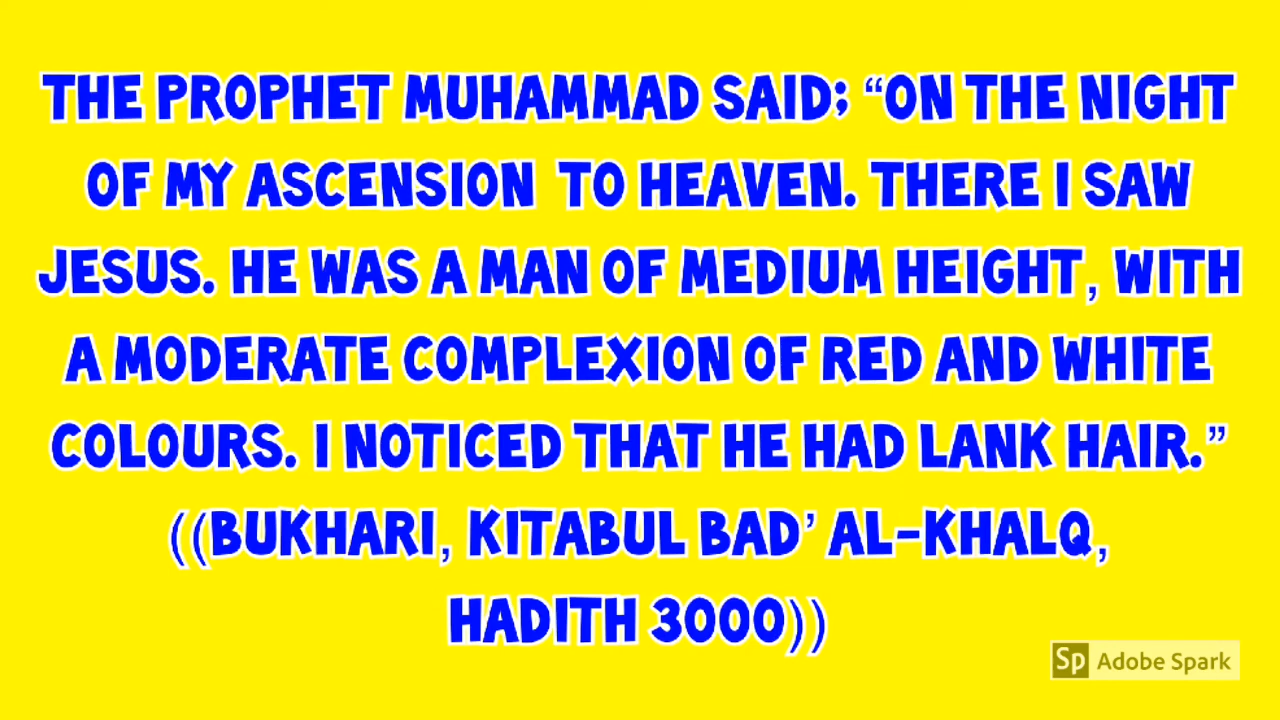 THE PROPHET MUHAMMAD SAID; “ON THE NIGHT
OF MY ASCENSION TO HEAVEN. THERE I SAW
JESUS. HE WAS A MAN OF MEDIUM HEIGHT, WITH
A MODERATE COMPLEXION OF RED AND WHITE
COLOURS. I NOTICED THAT HE HAD LANK HAIR.”
((BUKHARI, KITABUL BAD’ AL-KHALQ,
HADITH 3000))
Sp Adobe Spark